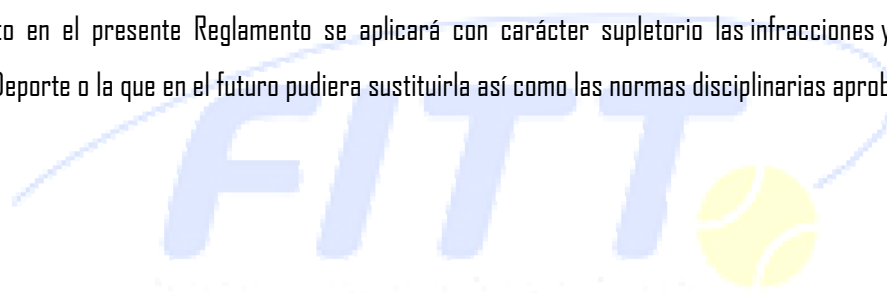 en el presente Reglamento se aplicará con carácter supletorio las infracciones y
Deporte o la que en el futuro pudiera sustituirla así como las normas disciplinarias
FITT